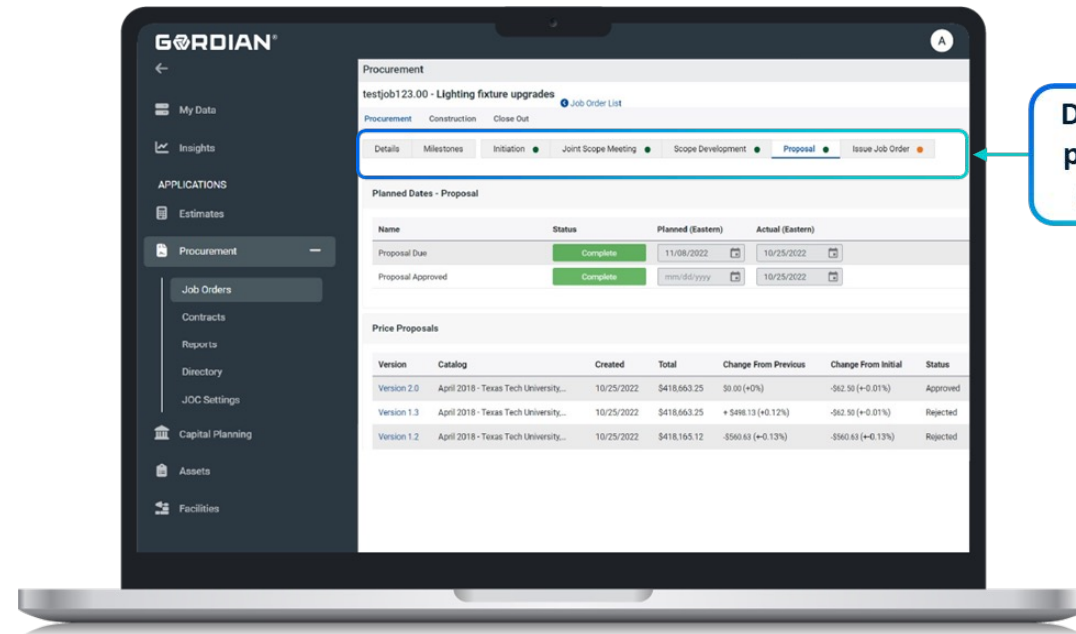 GORDIAN®
A
My Data
Insights
APPLICATIONS
Estimates
Procurement
Job Orders
Contracts
Reports
Directory
JOC Settings
Capital Planning
Assets
Facilities
Procurement
testjob123.00 - Lighting fixture upgrades
Job Order List
Procurement Construction Close Out
Details Milestones Initiation Joint Scope Meeting Scope Development Proposal Issue Job Order
Planned Dates - Proposal
Name Status Planned (Eastern) Actual (Eastern)
Proposal Due Complete 11/08/2022 10/25/2022
Proposal Approved Complete mm/dd/yyyy 10/25/2022
Price Proposals
Version Catalog Created Total Change From Previous Change From Initial Status
Version 2.0 April 2018 - Texas Tech University,... 10/25/2022 $418,663.25 $0.00 (+0%) -$62.50 (+-0.01%) Approved
Version 1.3 April 2018 - Texas Tech University,... 10/25/2022 $418,663.25 + $498.13 (+0.12%) -$62.50 (+-0.01%) Rejected
Version 1.2 April 2018 - Texas Tech University,... 10/25/2022 $418,165.12 -$560.63 (+-0.13%) -$560.63 (+-0.13%) Rejected
D
p